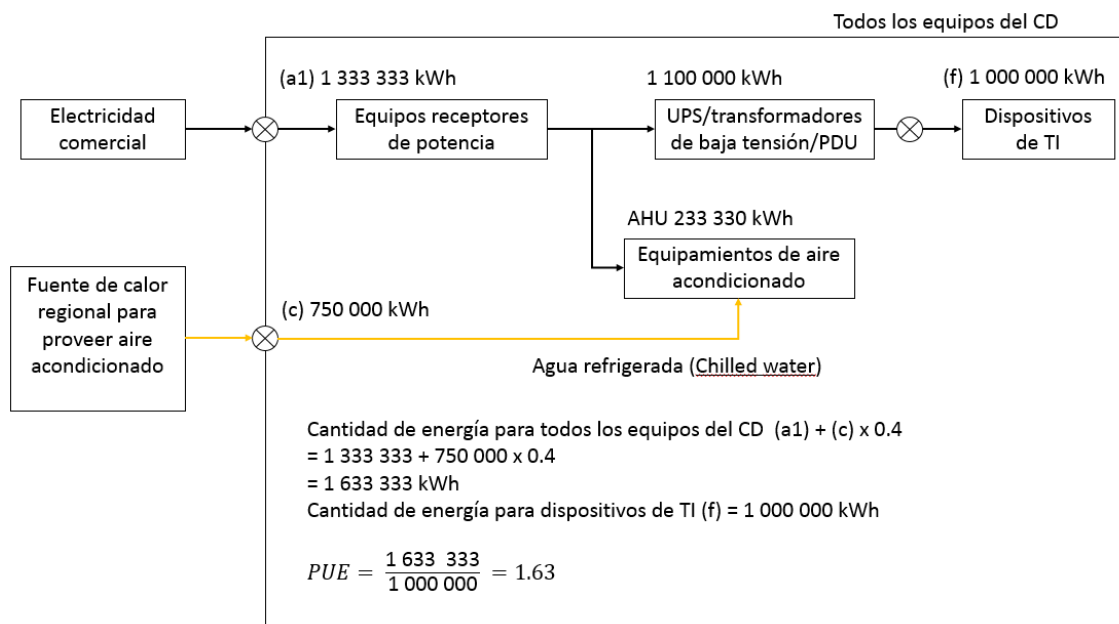 Todos los equipos del CD
(a1) 1 333 333 kWh
1 100 000 kWh
(f) 1 000 000 kWh
Electricidad
comercial
Equipos receptores
de potencia
UPS/transformadores
de baja tensión/PDU
Dispositivos
de TI
AHU 233 330 kWh
Equipamientos de aire
acondicionado
Fuente de calor
regional para
proveer aire
acondicionado
(c) 750 000 kWh
Agua refrigerada (Chilled water)
Cantidad de energía para todos los equipos del CD (a1) + (c) x 0.4
= 1 333 333 + 750 000 x 0.4
= 1 633 333 kWh
Cantidad de energía para dispositivos de TI (f) = 1 000 000 kWh
PUE = 1 633 333 / 1 000 000 = 1.63